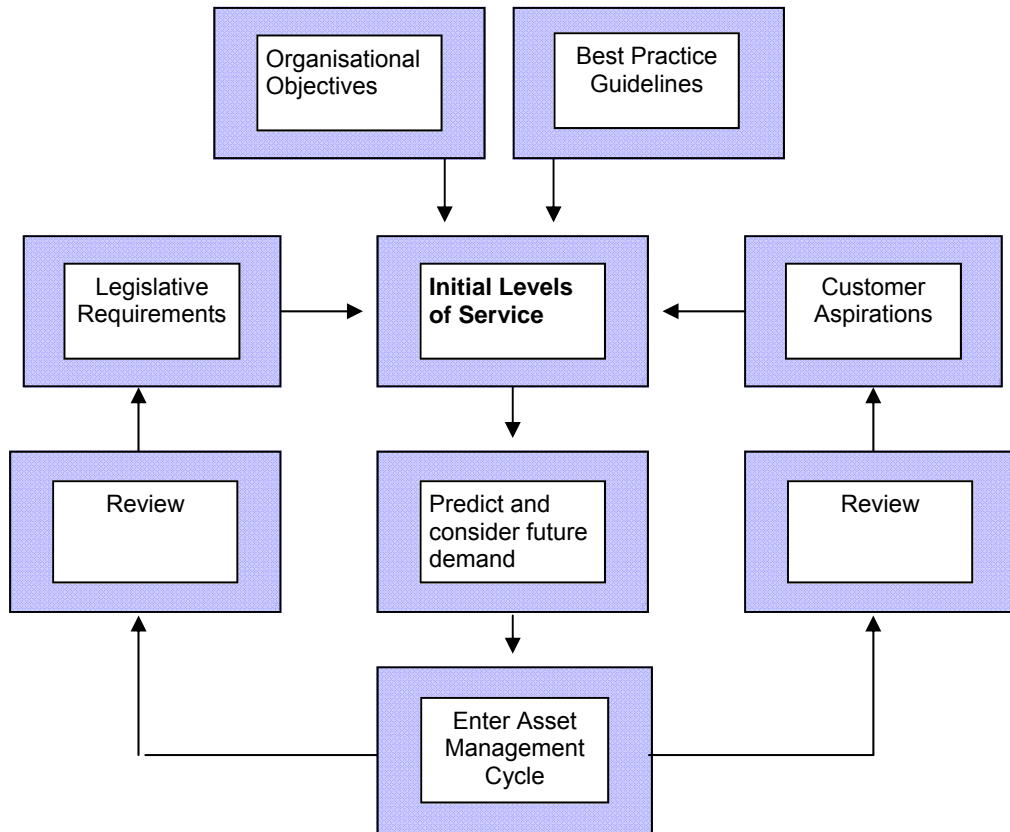 Organisational
Objectives
Best Practice
Guidelines
Legislative
Requirements
Initial Levels
of Service
Customer
Aspirations
Review
Predict and
consider future
demand
Review
Enter Asset
Management
Cycle